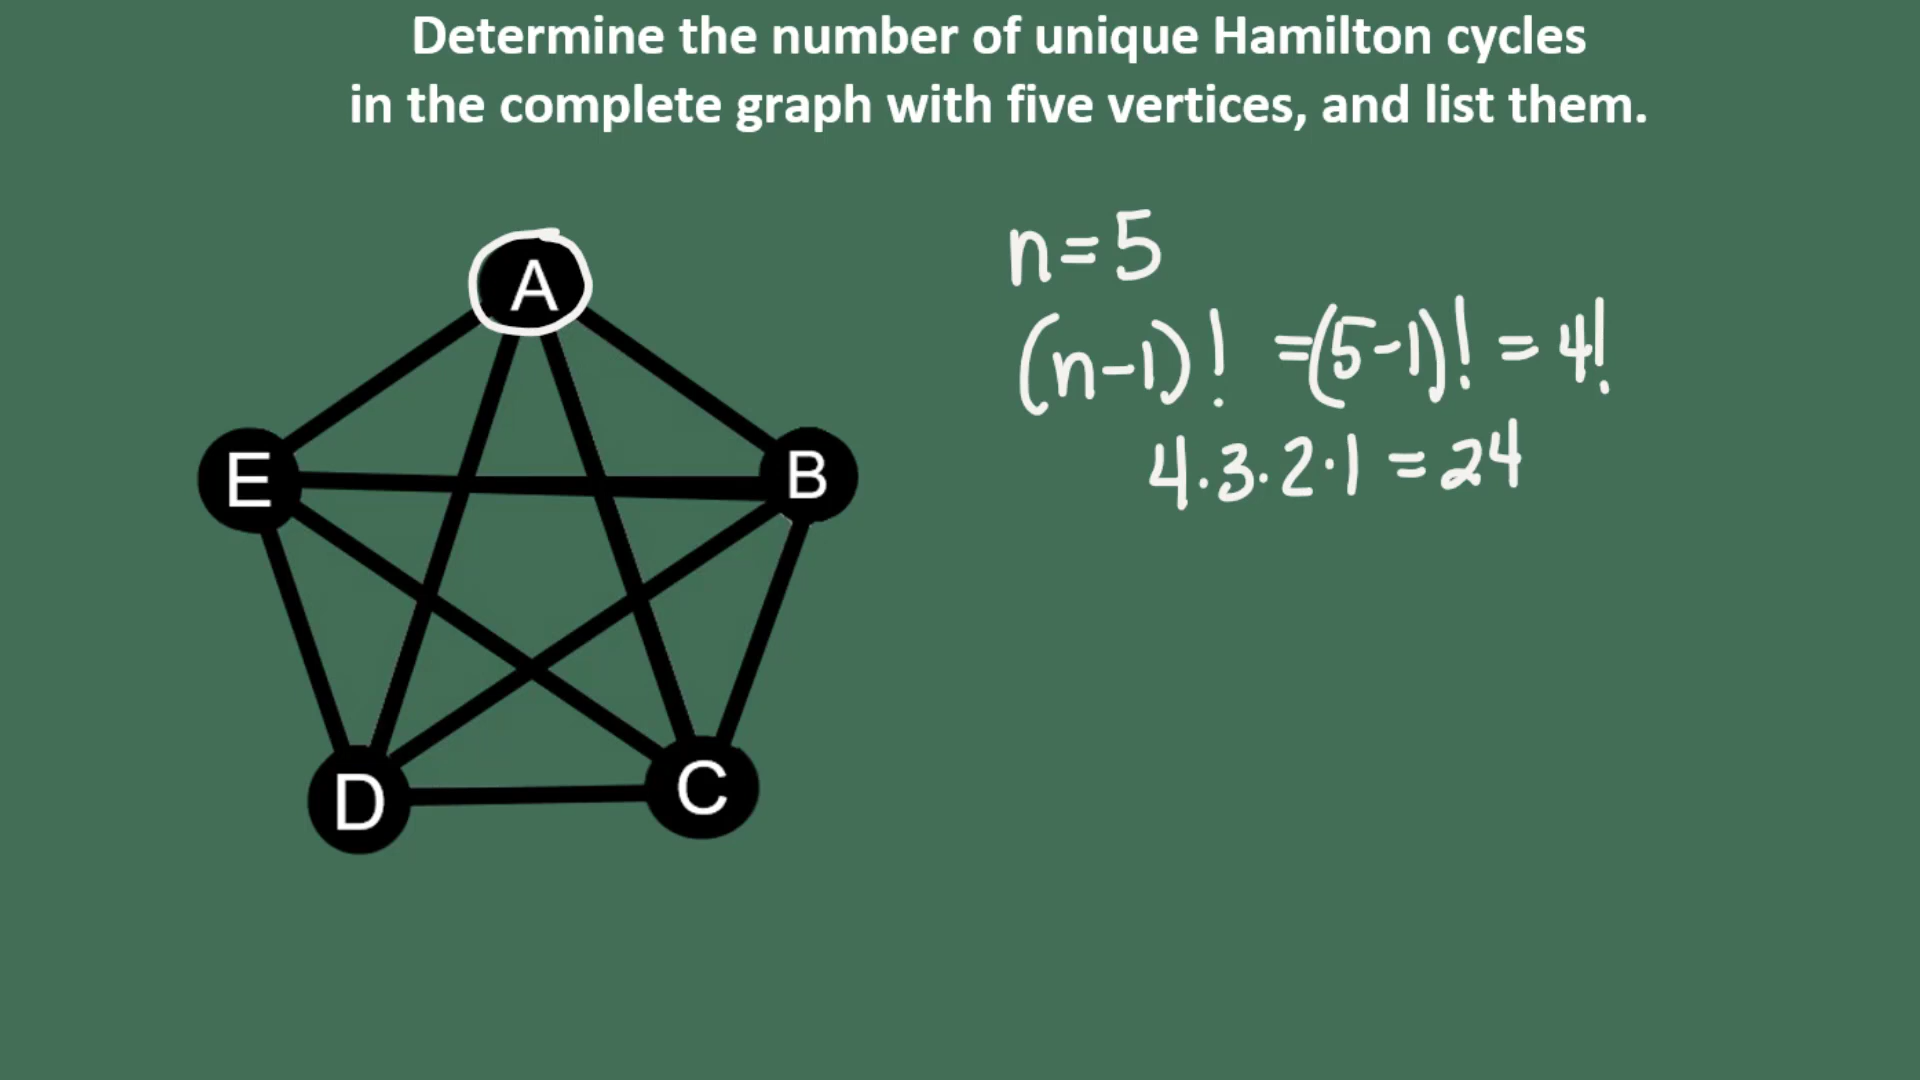 Determine the number of unique Hamilton cycles
in the complete graph with five vertices, and list them.
n=5
(n-1)! =(5-1)! = 4!
4·3·2·1 = 24
A
E
B
D
C